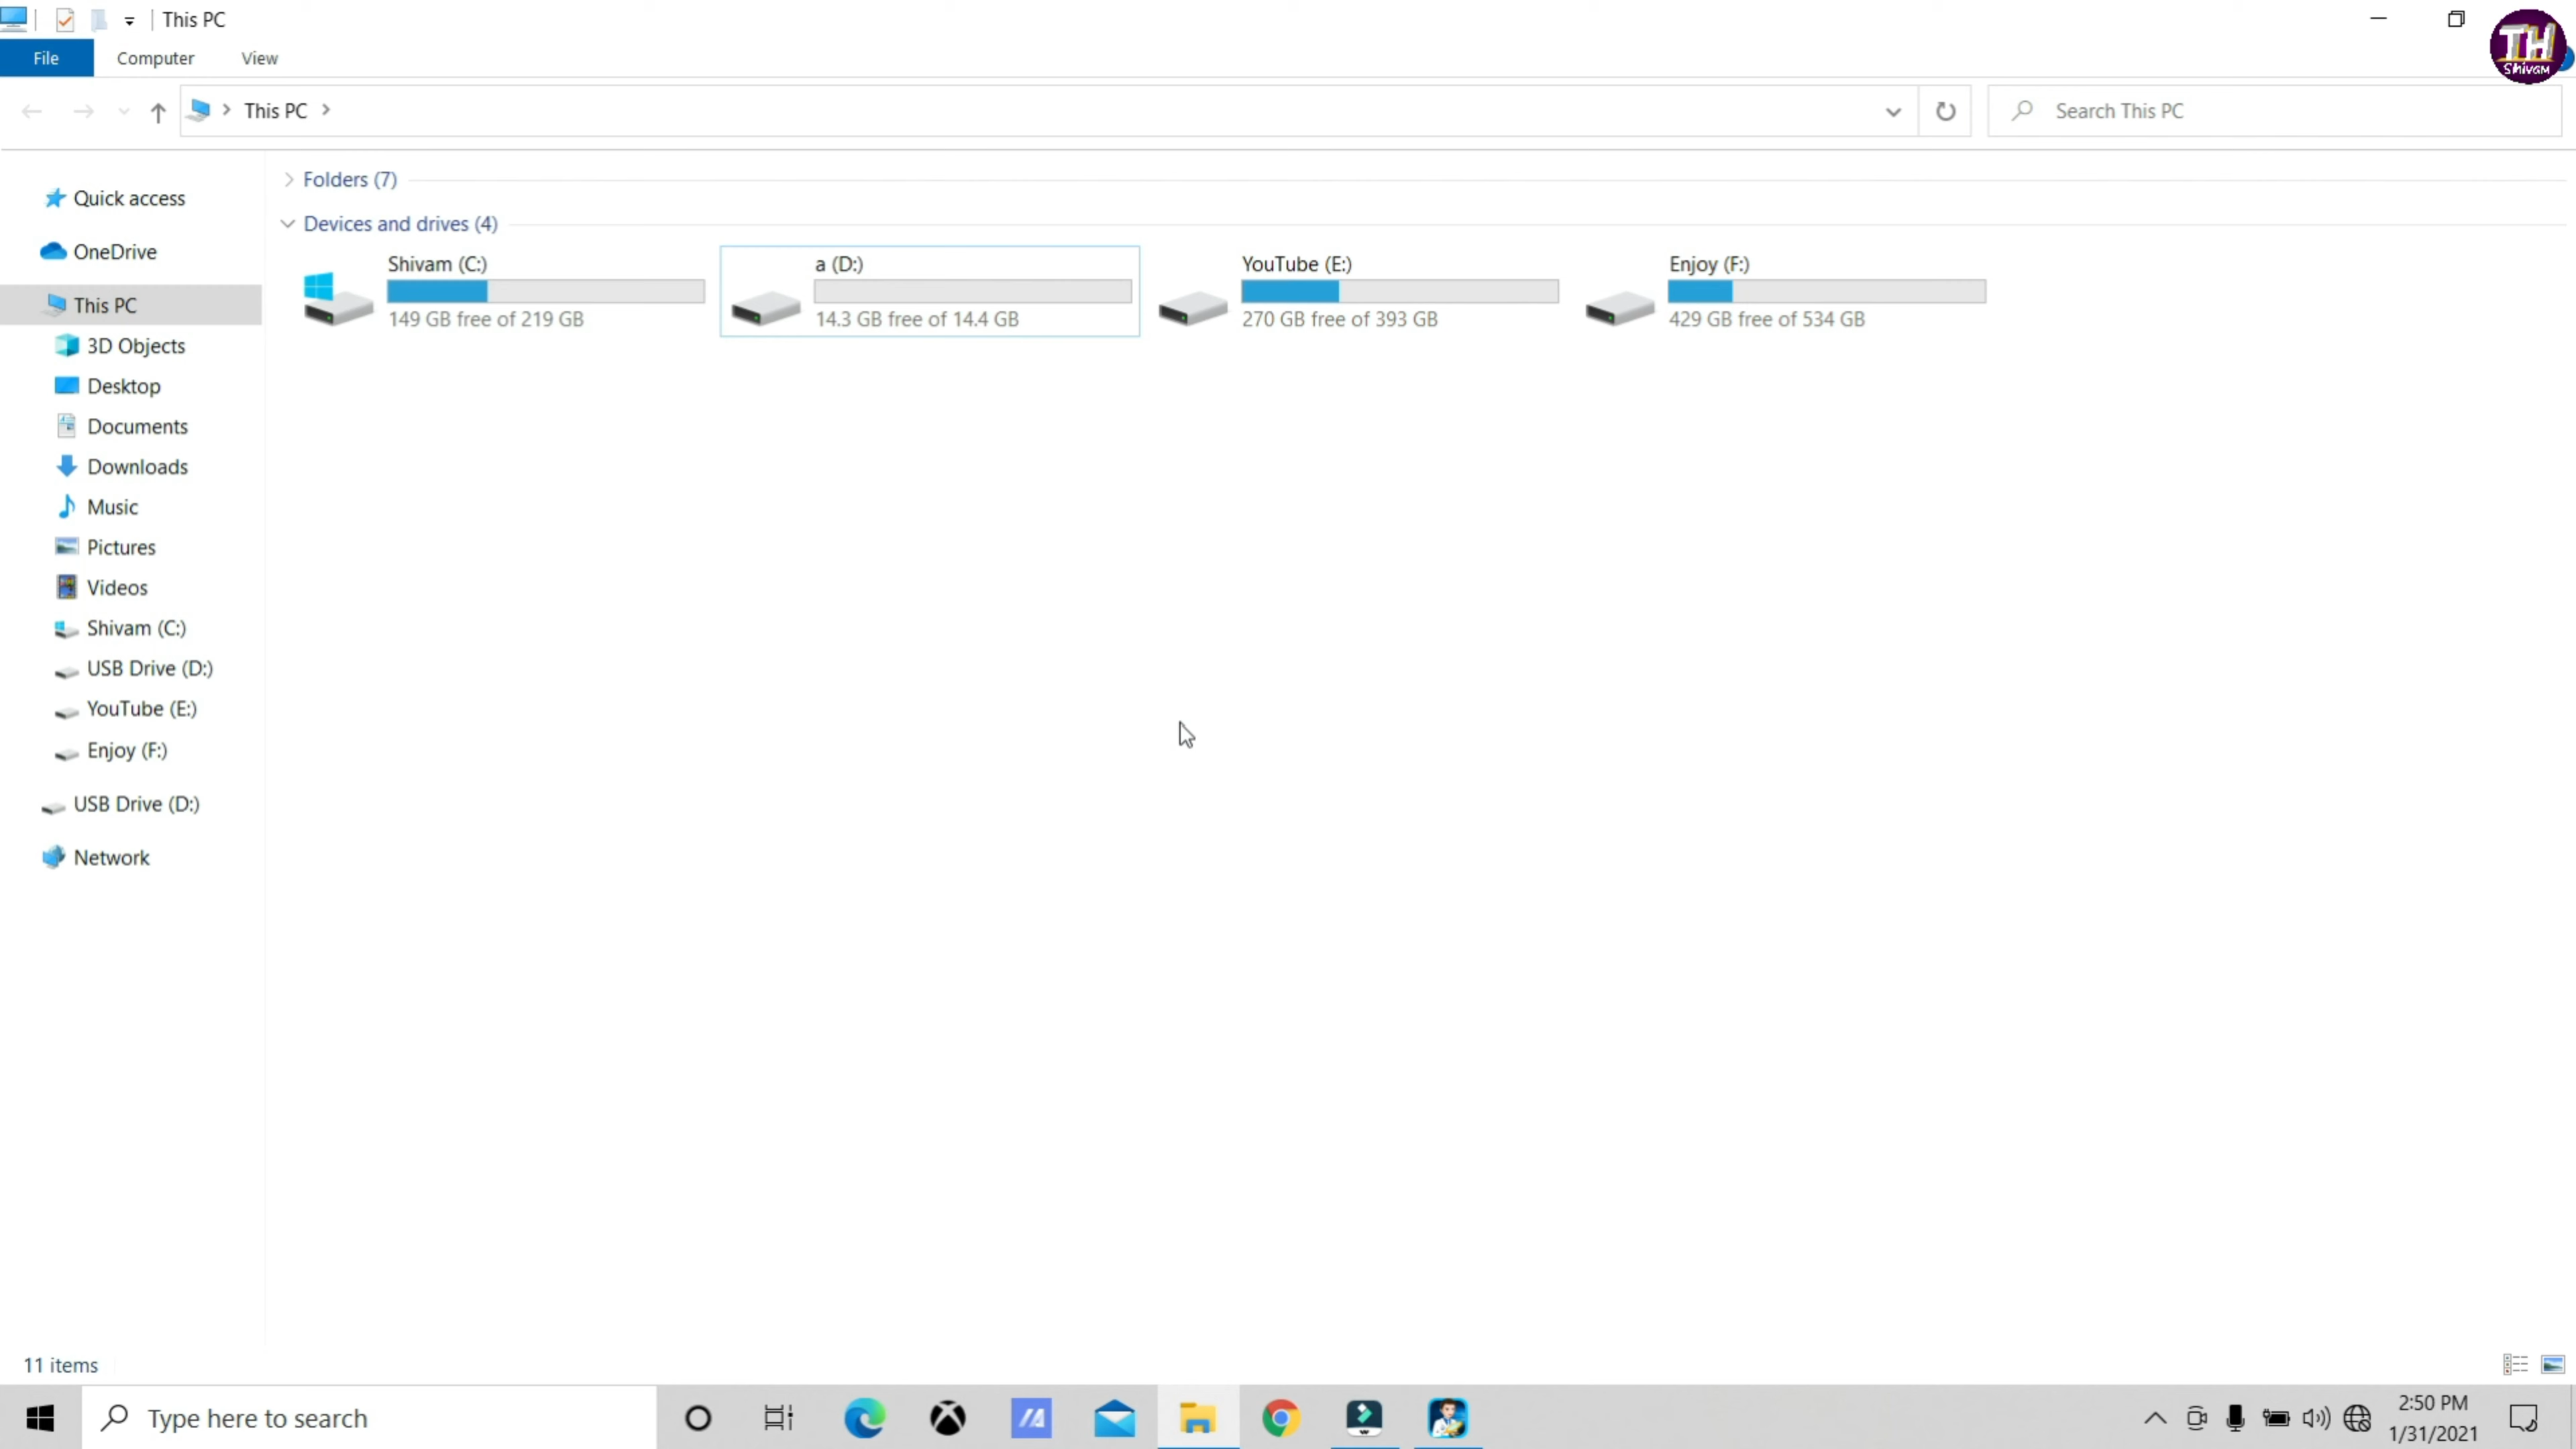 This PC
File Computer View
This PC
Search This PC
TH
Shivam
Quick access
OneDrive
This PC
3D Objects
Desktop
Documents
Downloads
Music
Pictures
Videos
Shivam (C:)
USB Drive (D:)
YouTube (E:)
Enjoy (F:)
USB Drive (D:)
Network
Folders (7)
Devices and drives (4)
Shivam (C:)
149 GB free of 219 GB
a (D:)
14.3 GB free of 14.4 GB
YouTube (E:)
270 GB free of 393 GB
Enjoy (F:)
429 GB free of 534 GB
11 items
Type here to search
2:50 PM
1/31/2021